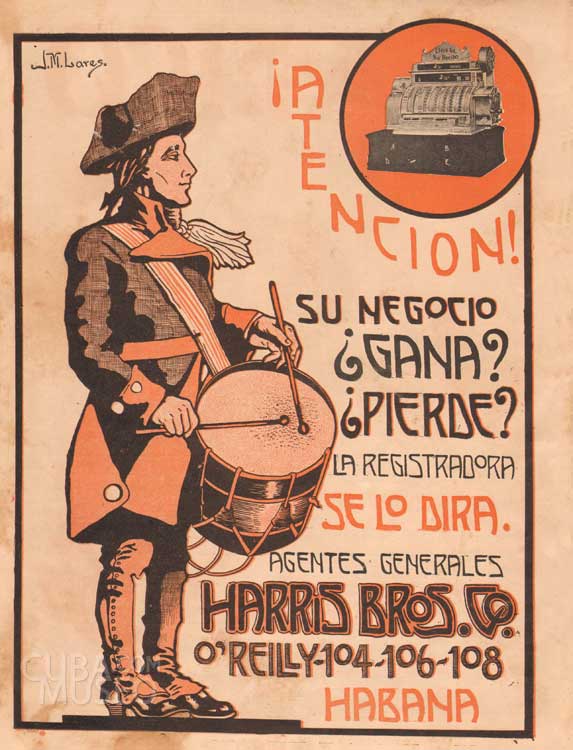 J.M. Lares.
¡ATENCION!
SU NEGOCIO
¿GANA?
¿PIERDE?
LA REGISTRADORA
SE LO DIRA.
AGENTES GENERALES
HARRIS BROS. Co.
O'REILLY-104-106-108
HABANA
CUBA
MUSEO